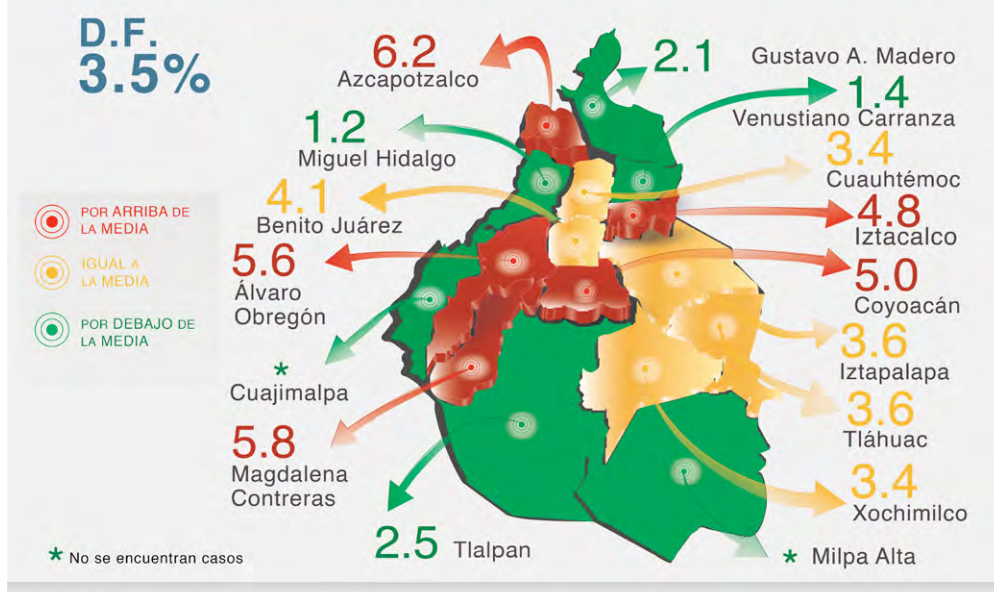 D.F.
3.5%
6.2
Azcapotzalco
2.1
Gustavo A. Madero
1.4
Venustiano Carranza
1.2
Miguel Hidalgo
3.4
Cuauhtémoc
4.1
Benito Juárez
4.8
Iztacalco
POR ARRIBA DE
LA MEDIA
IGUAL A
LA MEDIA
POR DEBAJO DE
LA MEDIA
5.6
Álvaro
Obregón
5.0
Coyoacán
*
Cuajimalpa
3.6
Iztapalapa
3.6
Tláhuac
5.8
Magdalena
Contreras
3.4
Xochimilco
2.5 Tlalpan
* Milpa Alta
* No se encuentran casos